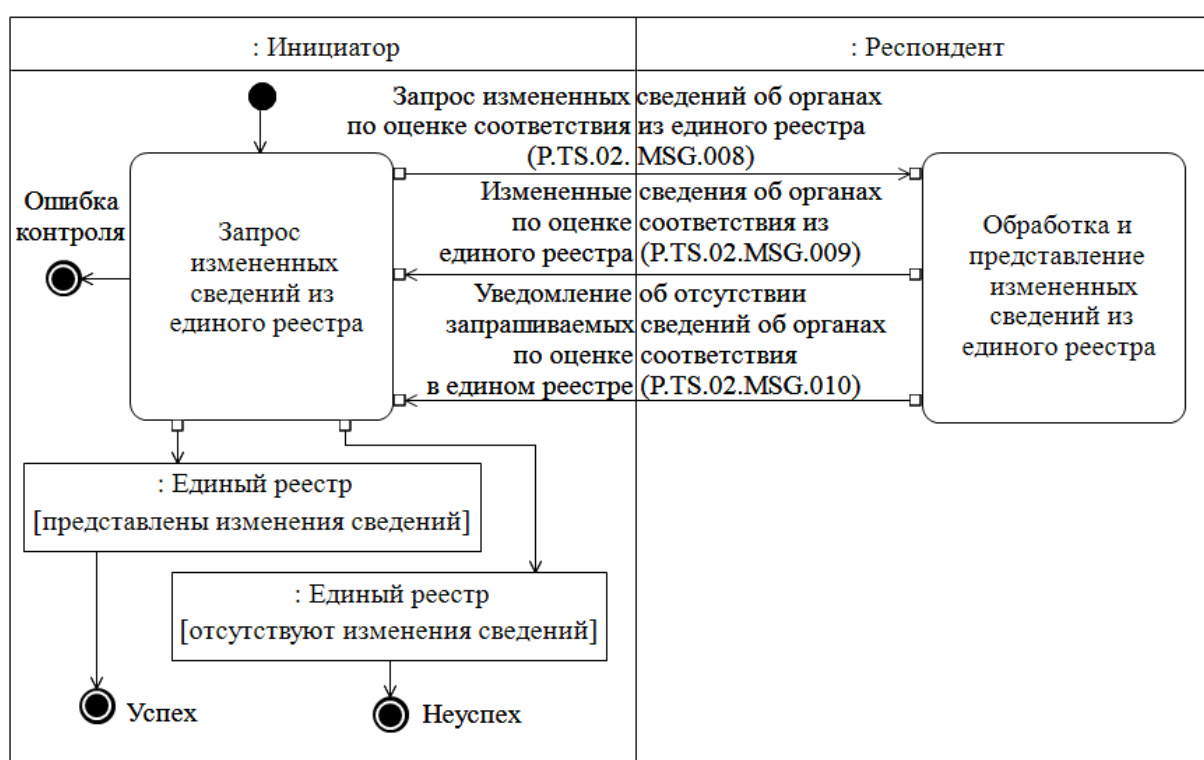 : Инициатор
: Респондент
Запрос измененных сведений об органах
по оценке соответствия из единого реестра
(P.TS.02. MSG.008)
Измененные сведения об органах
по оценке соответствия из
единого реестра (P.TS.02.MSG.009)
Уведомление об отсутствии
запрашиваемых сведений об органах
по оценке соответствия
в едином реестре (P.TS.02.MSG.010)
Ошибка
контроля
Запрос
измененных
сведений из
единого реестра
Обработка и
представление
измененных
сведений из
единого реестра
: Единый реестр
[представлены изменения сведений]
: Единый реестр
[отсутствуют изменения сведений]
Успех
Неуспех